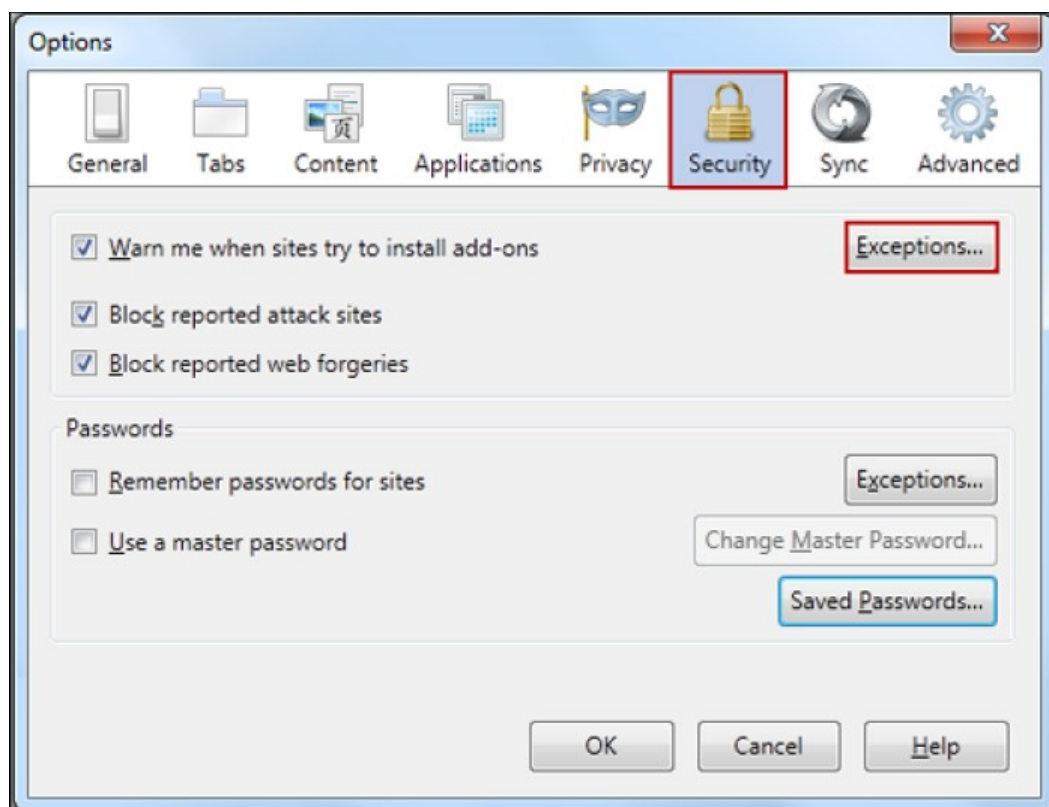 Options
页
General Tabs Content Applications Privacy Security Sync Advanced
Warn me when sites try to install add-ons Exceptions...
Block reported attack sites
Block reported web forgeries
Passwords
Remember passwords for sites Exceptions...
Use a master password Change Master Password...
Saved Passwords...
OK Cancel Help